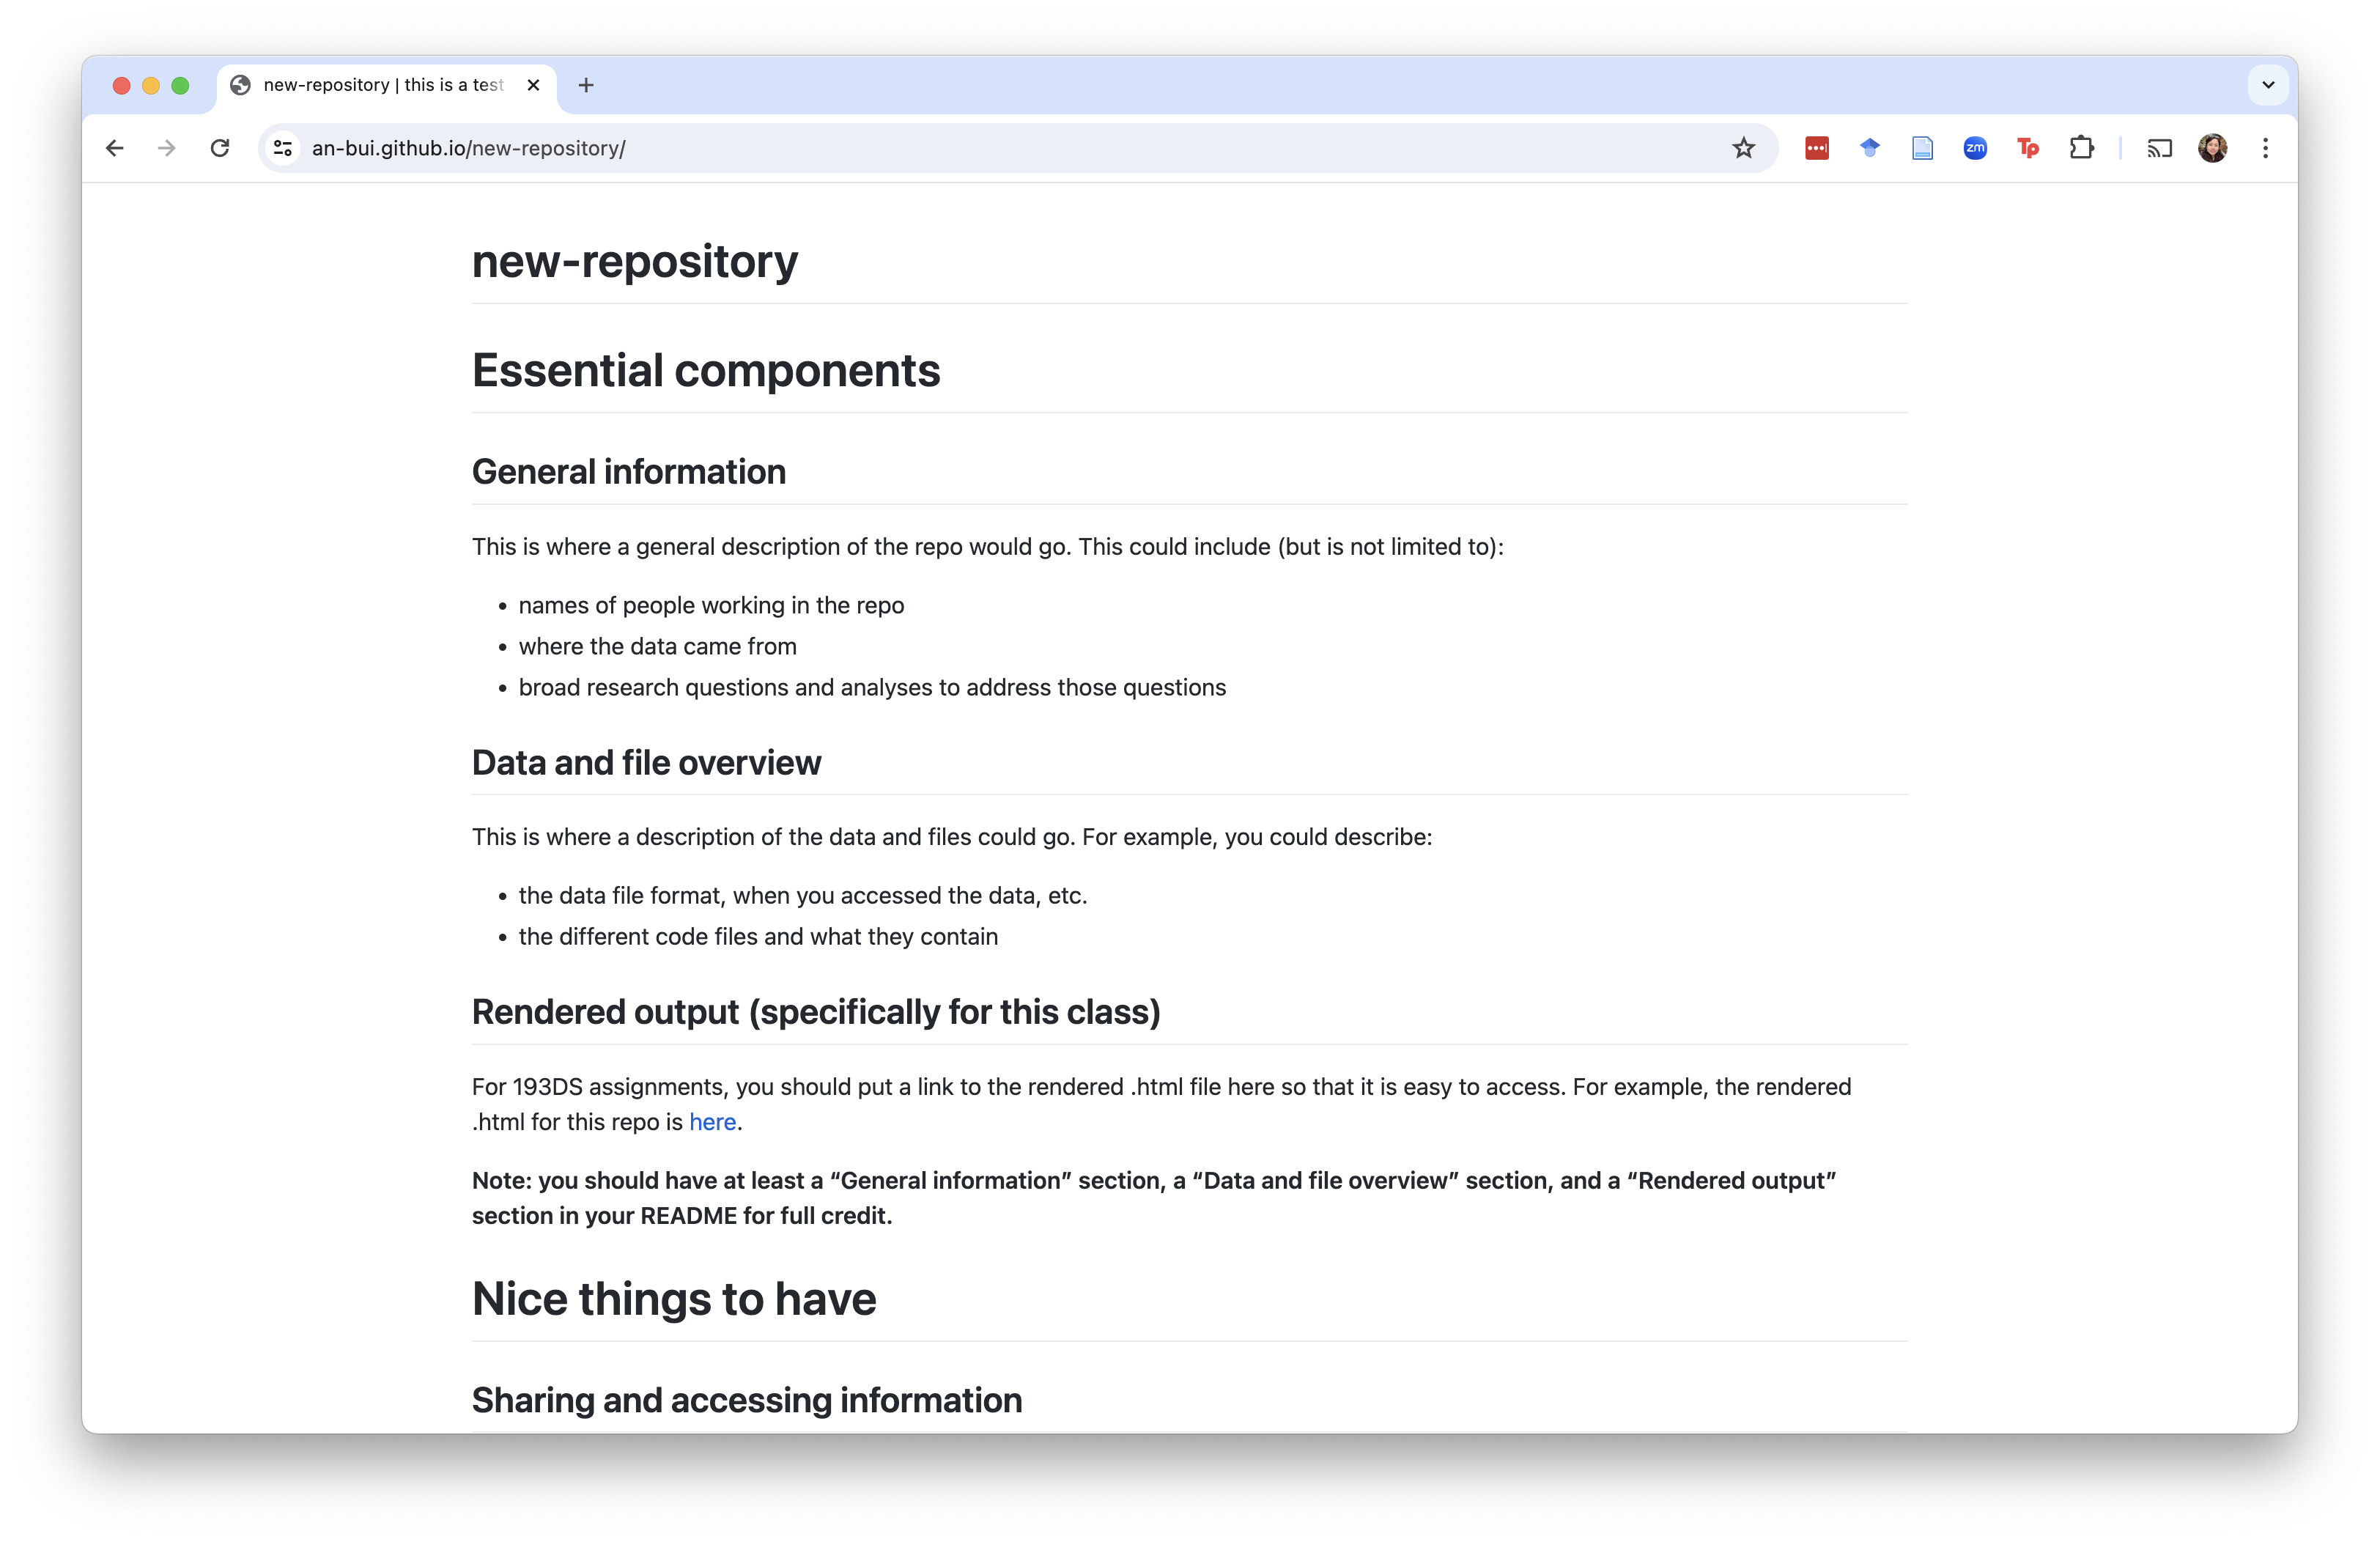 new-repository | this is a test
an-bui.github.io/new-repository/
zm
Tp
new-repository
Essential components
General information
This is where a general description of the repo would go. This could include (but is not limited to):
• names of people working in the repo
• where the data came from
• broad research questions and analyses to address those questions
Data and file overview
This is where a description of the data and files could go. For example, you could describe:
• the data file format, when you accessed the data, etc.
• the different code files and what they contain
Rendered output (specifically for this class)
For 193DS assignments, you should put a link to the rendered .html file here so that it is easy to access. For example, the rendered
.html for this repo is here.
Note: you should have at least a “General information” section, a “Data and file overview” section, and a “Rendered output”
section in your README for full credit.
Nice things to have
Sharing and accessing information